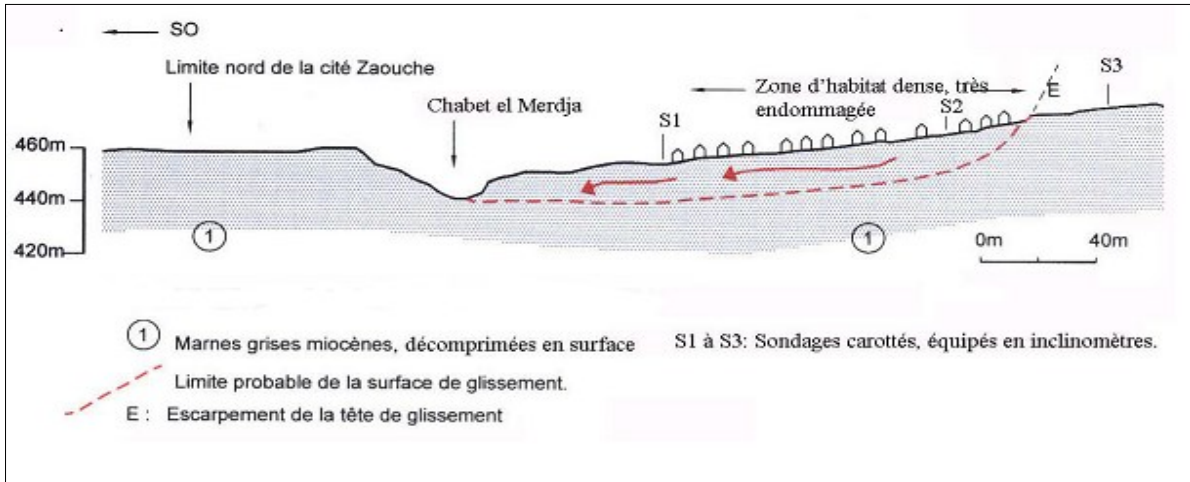 SO
Limite nord de la cité Zaouche
Chabet el Merdja
Zone d'habitat dense, très
endommagée
S1
S2
E
S3
460m
440m
420m
1
1
0m 40m
1 Marnes grises miocènes, décomprimées en surface
S1 à S3: Sondages carottés, équipés en inclinomètres.
Limite probable de la surface de glissement.
E : Escarpement de la tête de glissement